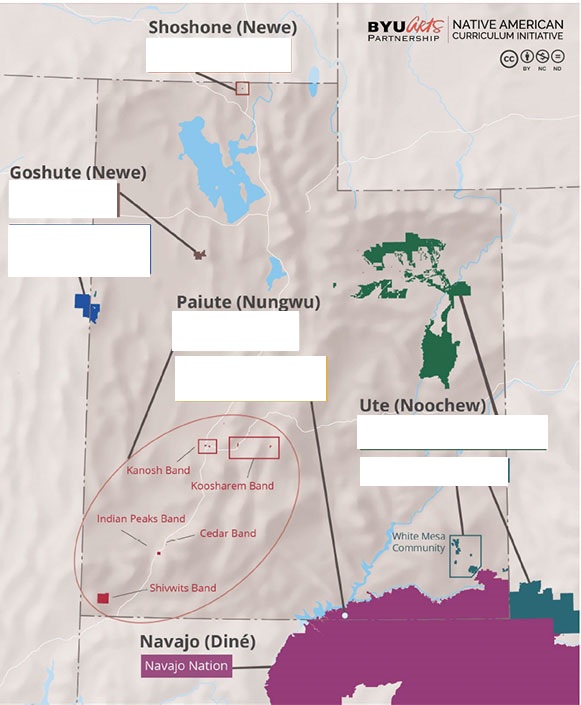 Shoshone (Newe)
BYU Arts
PARTNERSHIP
NATIVE AMERICAN
CURRICULUM INITIATIVE
cc
BY NC ND
Goshute (Newe)
Paiute (Nungwu)
Ute (Noochew)
Kanosh Band
Koosharem Band
Indian Peaks Band
Cedar Band
White Mesa
Community
Shivwits Band
Navajo (Diné)
Navajo Nation